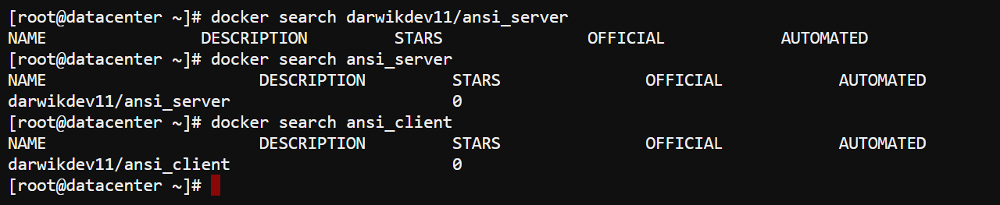 [root@datacenter ~]# docker search darwikdev11/ansi_server
NAME DESCRIPTION STARS OFFICIAL AUTOMATED
[root@datacenter ~]# docker search ansi_server
NAME DESCRIPTION STARS OFFICIAL AUTOMATED
darwikdev11/ansi_server 0
[root@datacenter ~]# docker search ansi_client
NAME DESCRIPTION STARS OFFICIAL AUTOMATED
darwikdev11/ansi_client 0
[root@datacenter ~]#